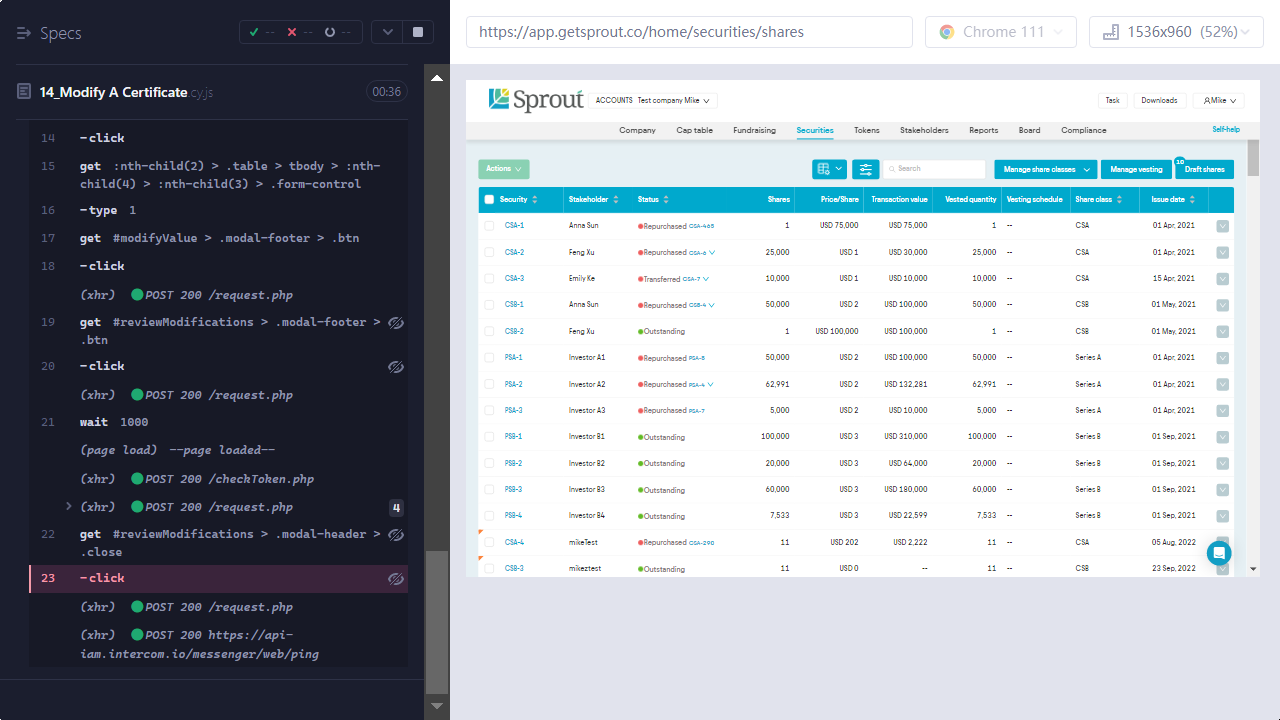 Specs
-- -- --
14_Modify A Certificate.cy.js 00:36
14 -click
15 get :nth-child(2) > .table > tbody > :nth-
child(4) > :nth-child(3) > .form-control
16 -type 1
17 get #modifyValue > .modal-footer > .btn
18 -click
(xhr) POST 200 /request.php
19 get #reviewModifications > .modal-footer >
.btn
20 -click
(xhr) POST 200 /request.php
21 wait 1000
(page load) --page loaded--
(xhr) POST 200 /checkToken.php
(xhr) POST 200 /request.php 4
22 get #reviewModifications > .modal-header >
.close
23 -click
(xhr) POST 200 /request.php
(xhr) POST 200 https://api-
iam.intercom.io/messenger/web/ping
https://app.getsprout.co/home/securities/shares
Chrome 111
1536x960 (52%)
Sprout ACCOUNTS Test company Mike Task Downloads Mike
Company Cap table Fundraising Securities Tokens Stakeholders Reports Board Compliance Self-help
Actions Search Manage share classes Manage vesting 10 Draft shares
Security Stakeholder Status Shares Price/Share Transaction value Vested quantity Vesting schedule Share class Issue date
CSA-1 Anna Sun Repurchased CSA-465 1 USD 75,000 USD 75,000 1 -- CSA 01 Apr, 2021
CSA-2 Feng Xu Repurchased CSA-6 25,000 USD 1 USD 30,000 25,000 -- CSA 01 Apr, 2021
CSA-3 Emily Ke Transferred CSA-7 10,000 USD 1 USD 10,000 10,000 -- CSA 15 Apr, 2021
CSB-1 Anna Sun Repurchased CSB-4 50,000 USD 2 USD 100,000 50,000 -- CSB 01 May, 2021
CSB-2 Feng Xu Outstanding 1 USD 100,000 USD 100,000 1 -- CSB 01 May, 2021
PSA-1 Investor A1 Repurchased PSA-8 50,000 USD 2 USD 100,000 50,000 -- Series A 01 Apr, 2021
PSA-2 Investor A2 Repurchased PSA-4 62,991 USD 2 USD 132,281 62,991 -- Series A 01 Apr, 2021
PSA-3 Investor A3 Repurchased PSA-7 5,000 USD 2 USD 10,000 5,000 -- Series A 01 Apr, 2021
PSB-1 Investor B1 Outstanding 100,000 USD 3 USD 310,000 100,000 -- Series B 01 Sep, 2021
PSB-2 Investor B2 Outstanding 20,000 USD 3 USD 64,000 20,000 -- Series B 01 Sep, 2021
PSB-3 Investor B3 Outstanding 60,000 USD 3 USD 180,000 60,000 -- Series B 01 Sep, 2021
PSB-4 Investor B4 Outstanding 7,533 USD 3 USD 22,599 7,533 -- Series B 01 Sep, 2021
CSA-4 mikeTest Repurchased CSA-290 11 USD 202 USD 2,222 11 -- CSA 05 Aug, 2022
CSB-3 mikeztest Outstanding 11 USD 0 -- 11 -- CSB 23 Sep, 2022